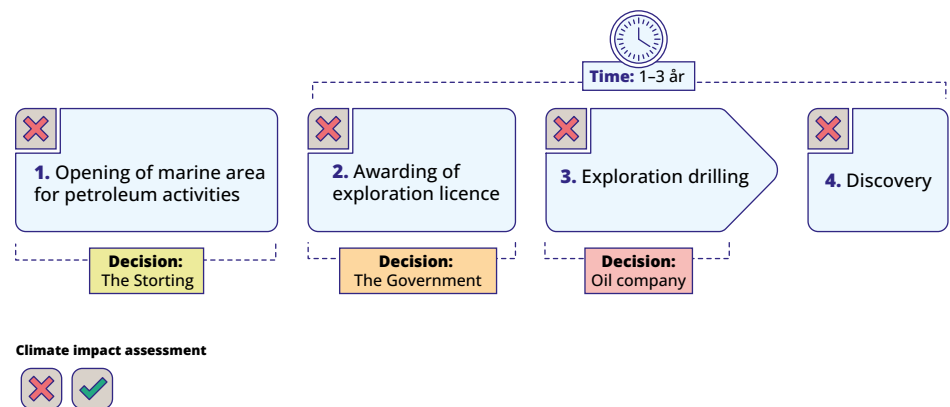 Time: 1–3 år
1. Opening of marine area
for petroleum activities
2. Awarding of
exploration licence
3. Exploration drilling
4. Discovery
Decision:
The Storting
Decision:
The Government
Decision:
Oil company
Climate impact assessment